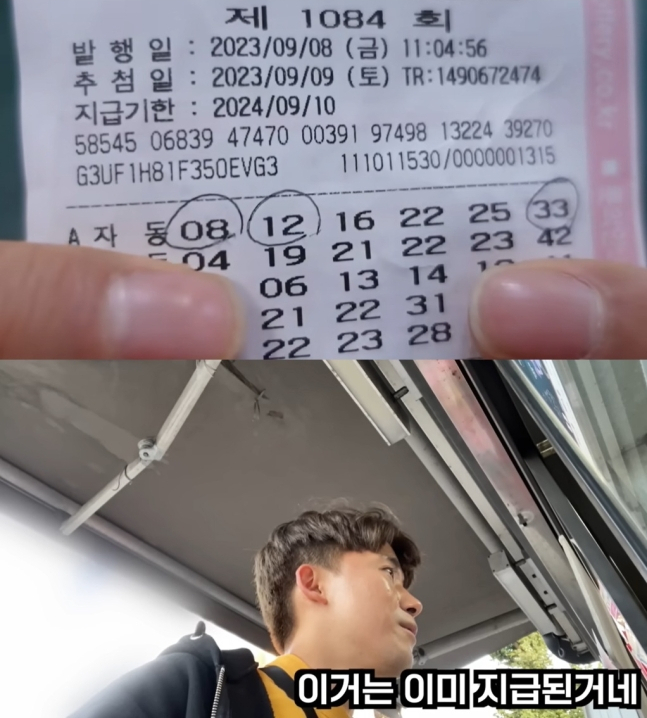 제 1084 회
발 행 일 : 2023/09/08 (금) 11:04:56
추 첨 일 : 2023/09/09 (토) TR:1490672474
지급기한 : 2024/09/10
58545 06839 47470 00391 97498 13224 39270
G3UF1H81F350EVG3 111011530/0000001315
A 자 동 08 12 16 22 25 33
04 19 21 22 23 42
06 13 14
21 22 31
22 23 28
이거는 이미 지급된거네